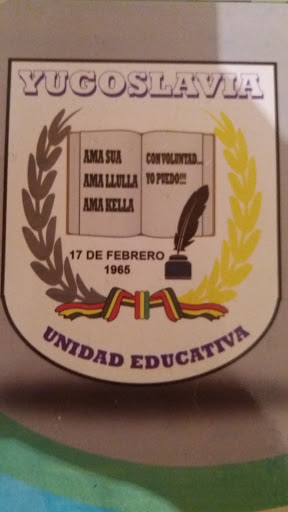 YUGOSLAVIA
AMA SUA
AMA LLULLA
AMA KELLA
CON VOLUNTAD...
YO PUEDO!!!
17 DE FEBRERO
1965
UNIDAD EDUCATIVA